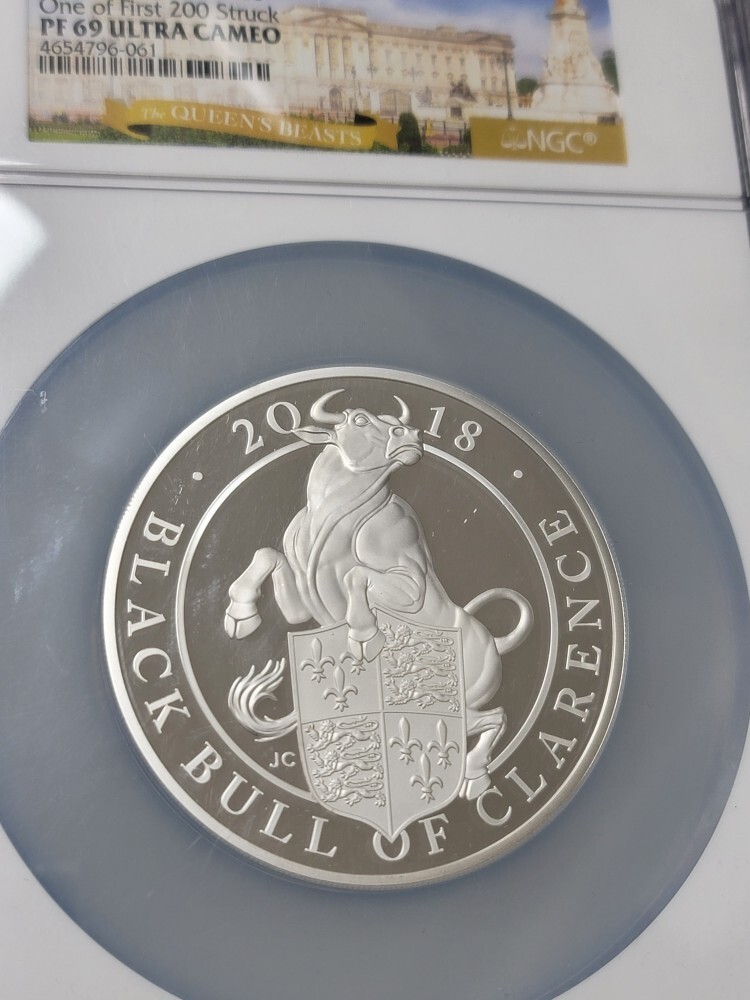 One of First 200 Struck
PF 69 ULTRA CAMEO
4654796-061
The QUEEN'S BEASTS
NGC®
2018
BLACK BULL OF CLARENCE
JC